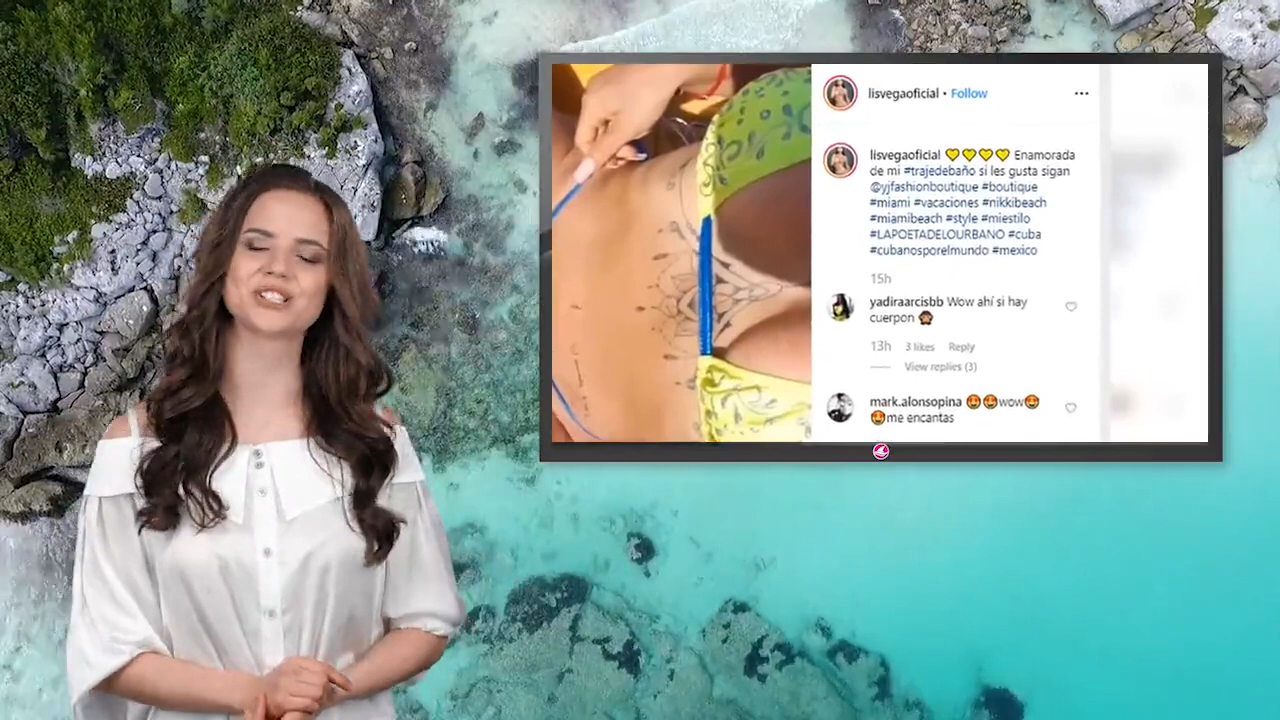 lisvegaoficial • Follow
lisvegaoficial 💛💛💛💛 Enamorada
de mi #trajedebaño si les gusta sigan
@yjfashionboutique #boutique
#miami #vacaciones #nikkibeach
#miamibeach #style #miestilo
#LAPOETADELOURBANO #cuba
#cubanosporelmundo #mexico
15h
yadiraarcisbb Wow ahí si hay
cuerpon 🙊
13h 3 likes Reply
View replies (3)
mark.alonsopina 🤩🤩wow🤩
🤩me encantas